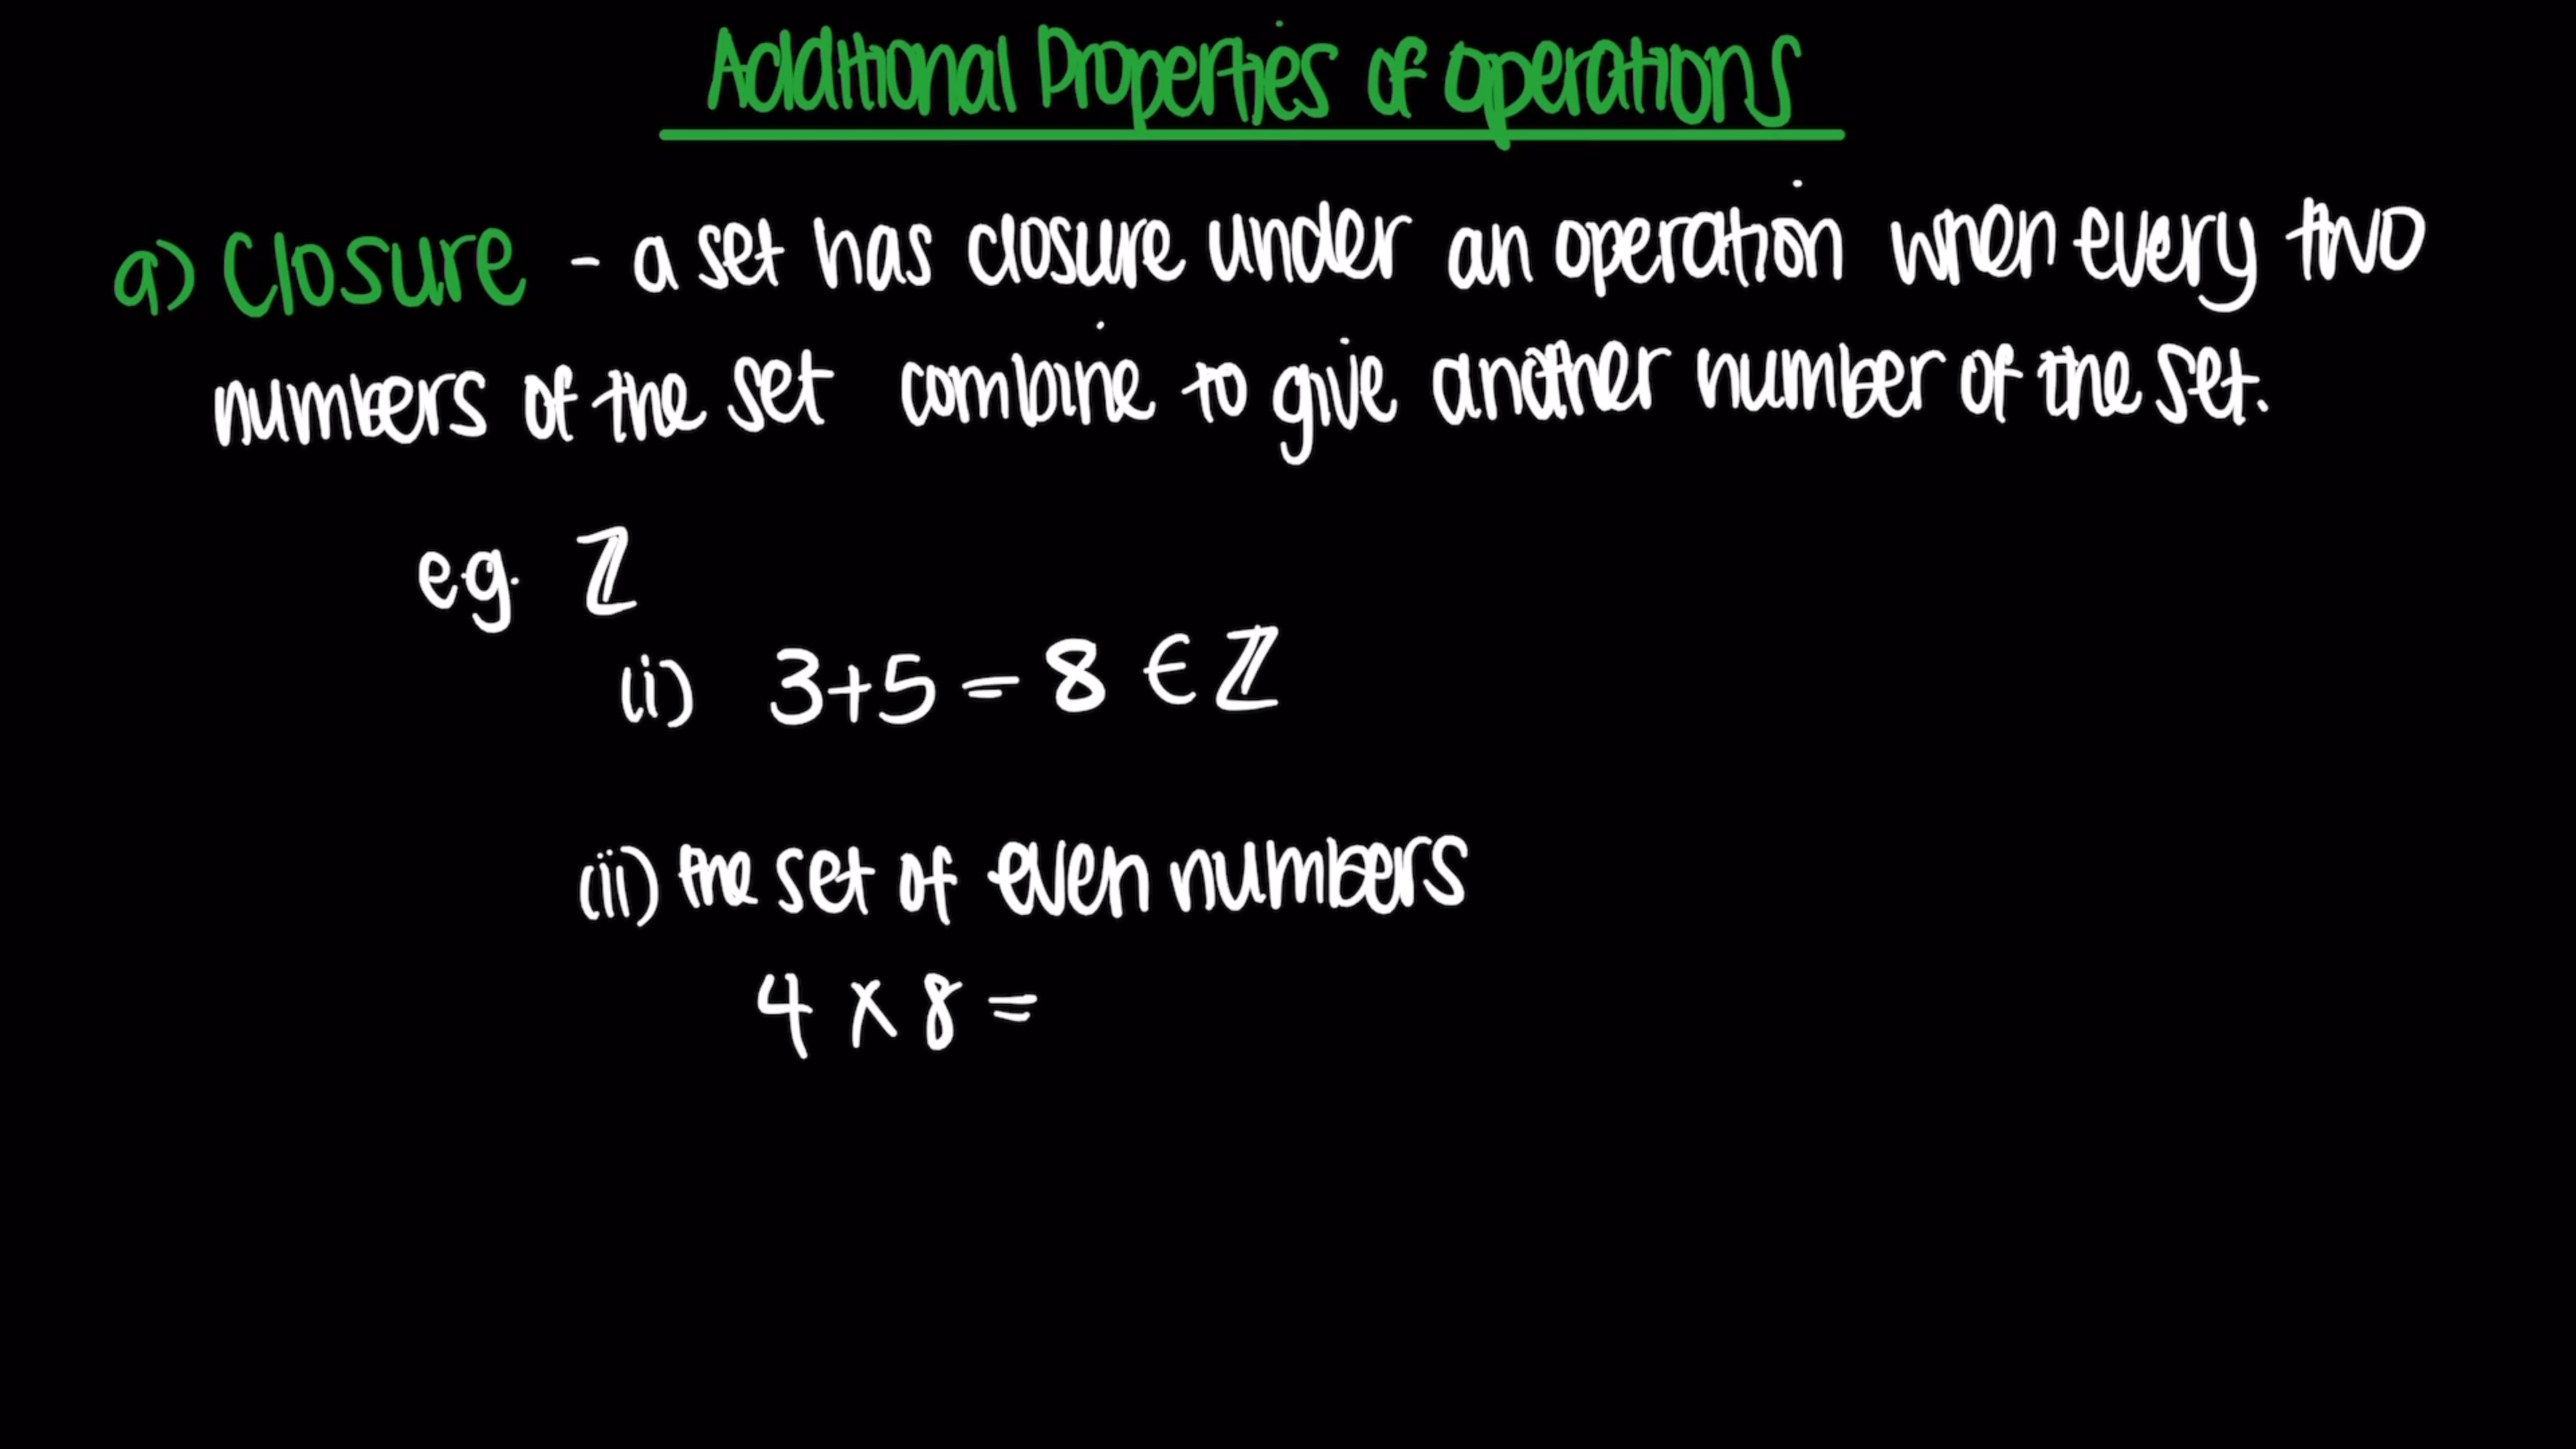 Additional Properties of operations
a) Closure - a set has closure under an operation when every two
numbers of the set combine to give another number of the set.
e.g. ℤ
(i) 3+5 = 8 ∈ ℤ
(ii) the set of even numbers
4 × 8 =